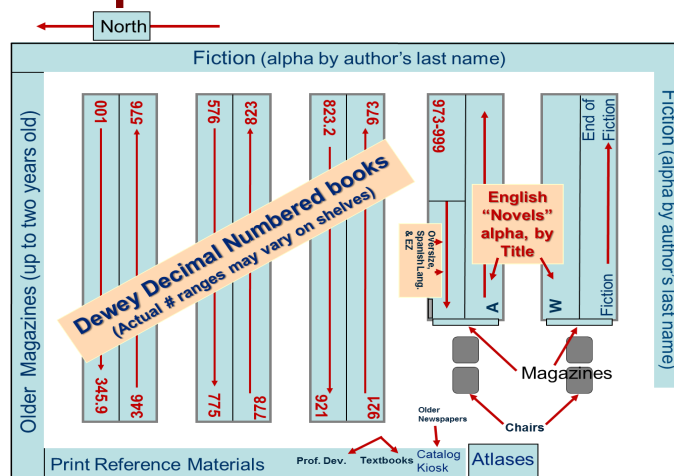 North
Fiction (alpha by author's last name)
Older Magazines (up to two years old)
Fiction (alpha by author's last name)
100
345.9
576
346
576
577.5
823
778
823.2
921
973
921
973-999
Oversize,
Spanish Lang,
& EZ
A
English
“Novels”
alpha, by
Title
W
End of
Fiction
Fiction
Dewey Decimal Numbered books
(Actual # ranges may vary on shelves)
Magazines
Chairs
Older
Newspapers
Print Reference Materials
Prof. Dev.
Textbooks
Catalog
Kiosk
Atlases